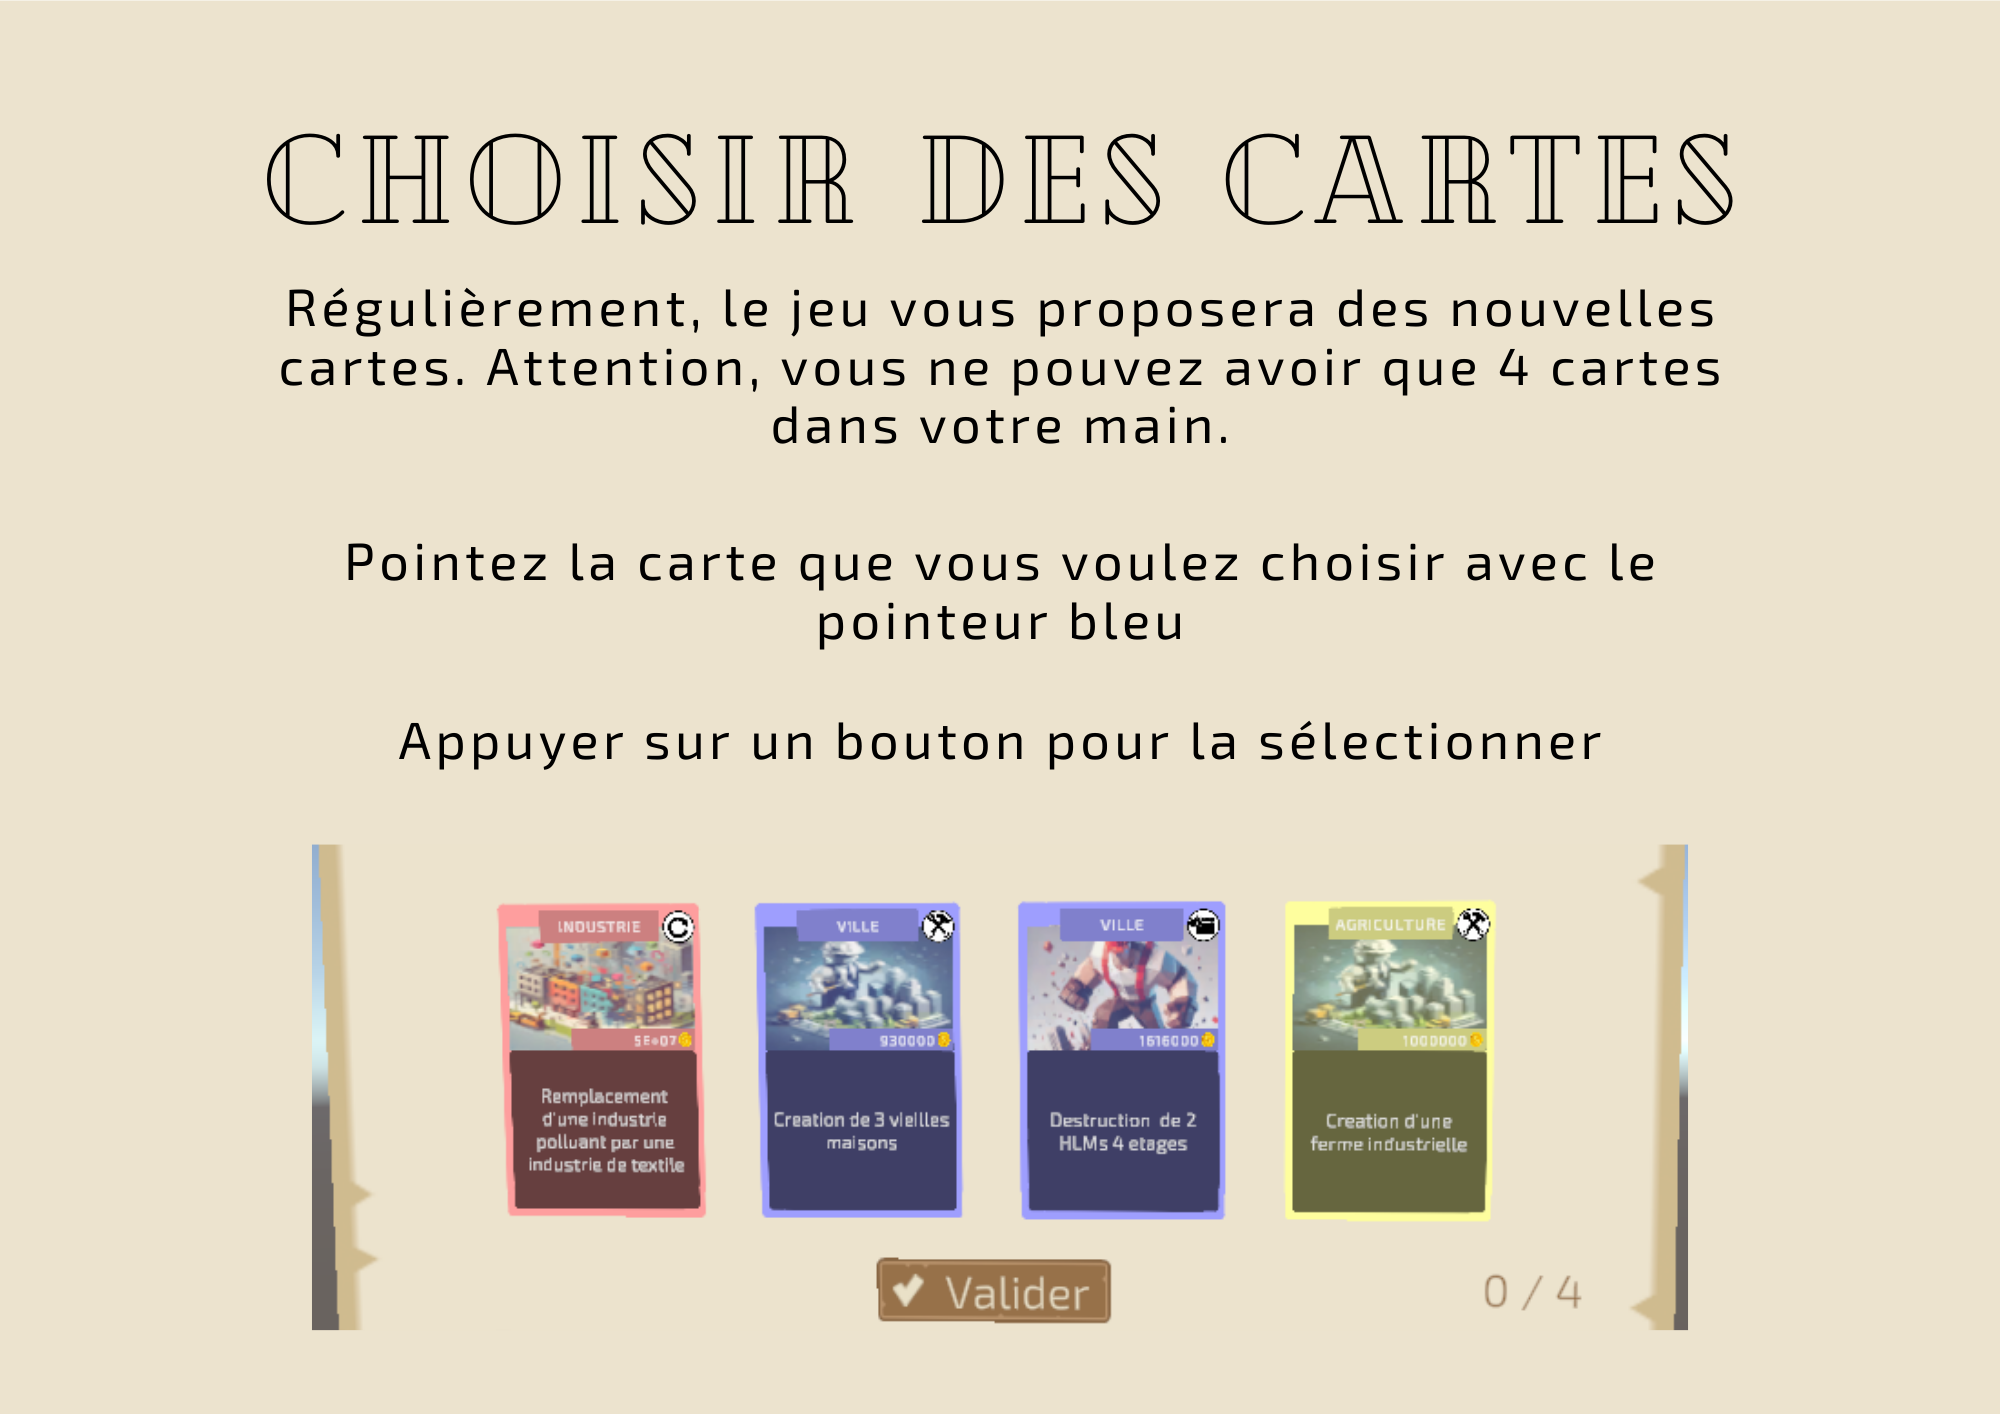 CHOISIR DES CARTES
Régulièrement, le jeu vous proposera des nouvelles
cartes. Attention, vous ne pouvez avoir que 4 cartes
dans votre main.
Pointez la carte que vous voulez choisir avec le
pointeur bleu
Appuyer sur un bouton pour la sélectionner
INDUSTRIE
5E+07
Remplacement
d'une industrie
polluant par une
industrie de textile
VILLE
930000
Creation de 3 vieilles
maisons
VILLE
1616000
Destruction de 2
HLMs 4 etages
AGRICULTURE
1000000
Creation d'une
ferme industrielle
Valider
0 / 4